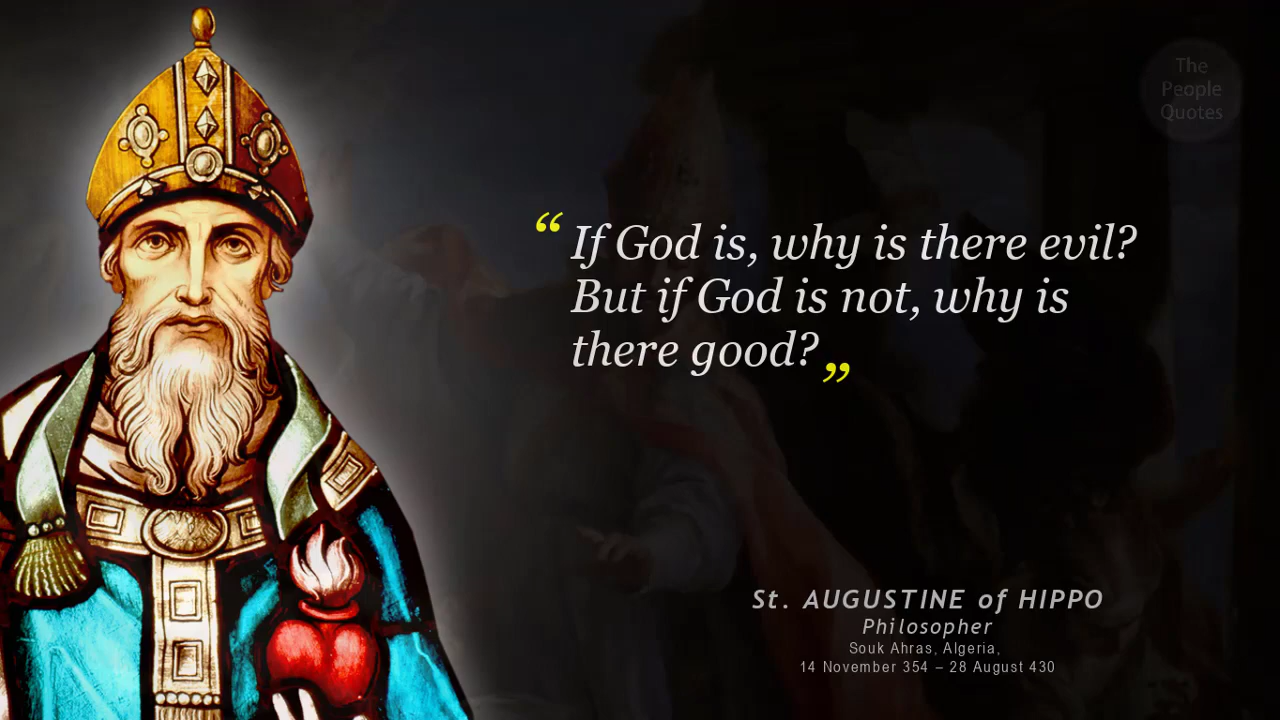 The
People
Quotes
“ If God is, why is there evil?
But if God is not, why is
there good? ”
St. AUGUSTINE of HIPPO
Philosopher
Souk Ahras, Algeria,
14 November 354 – 28 August 430